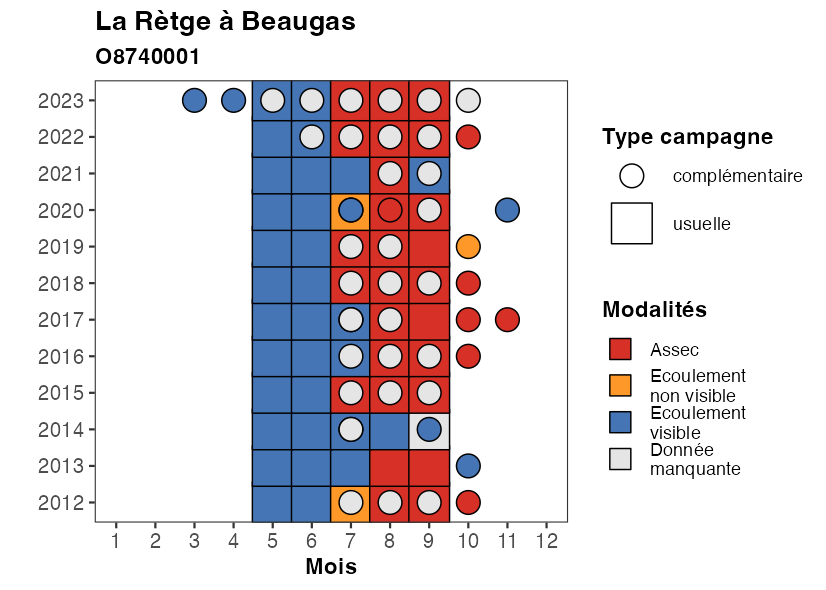 La Rètge à Beaugas
O8740001
2023
2022
2021
2020
2019
2018
2017
2016
2015
2014
2013
2012
1 2 3 4 5 6 7 8 9 10 11 12
Mois
Type campagne
complémentaire
usuelle
Modalités
Assec
Ecoulement
non visible
Ecoulement
visible
Donnée
manquante